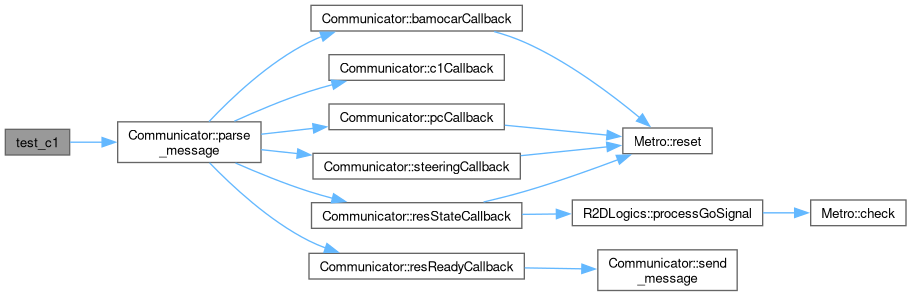 test_c1
Communicator::parse
_message
Communicator::bamocarCallback
Communicator::c1Callback
Communicator::pcCallback
Communicator::steeringCallback
Communicator::resStateCallback
Communicator::resReadyCallback
Metro::reset
R2DLogics::processGoSignal
Metro::check
Communicator::send
_message